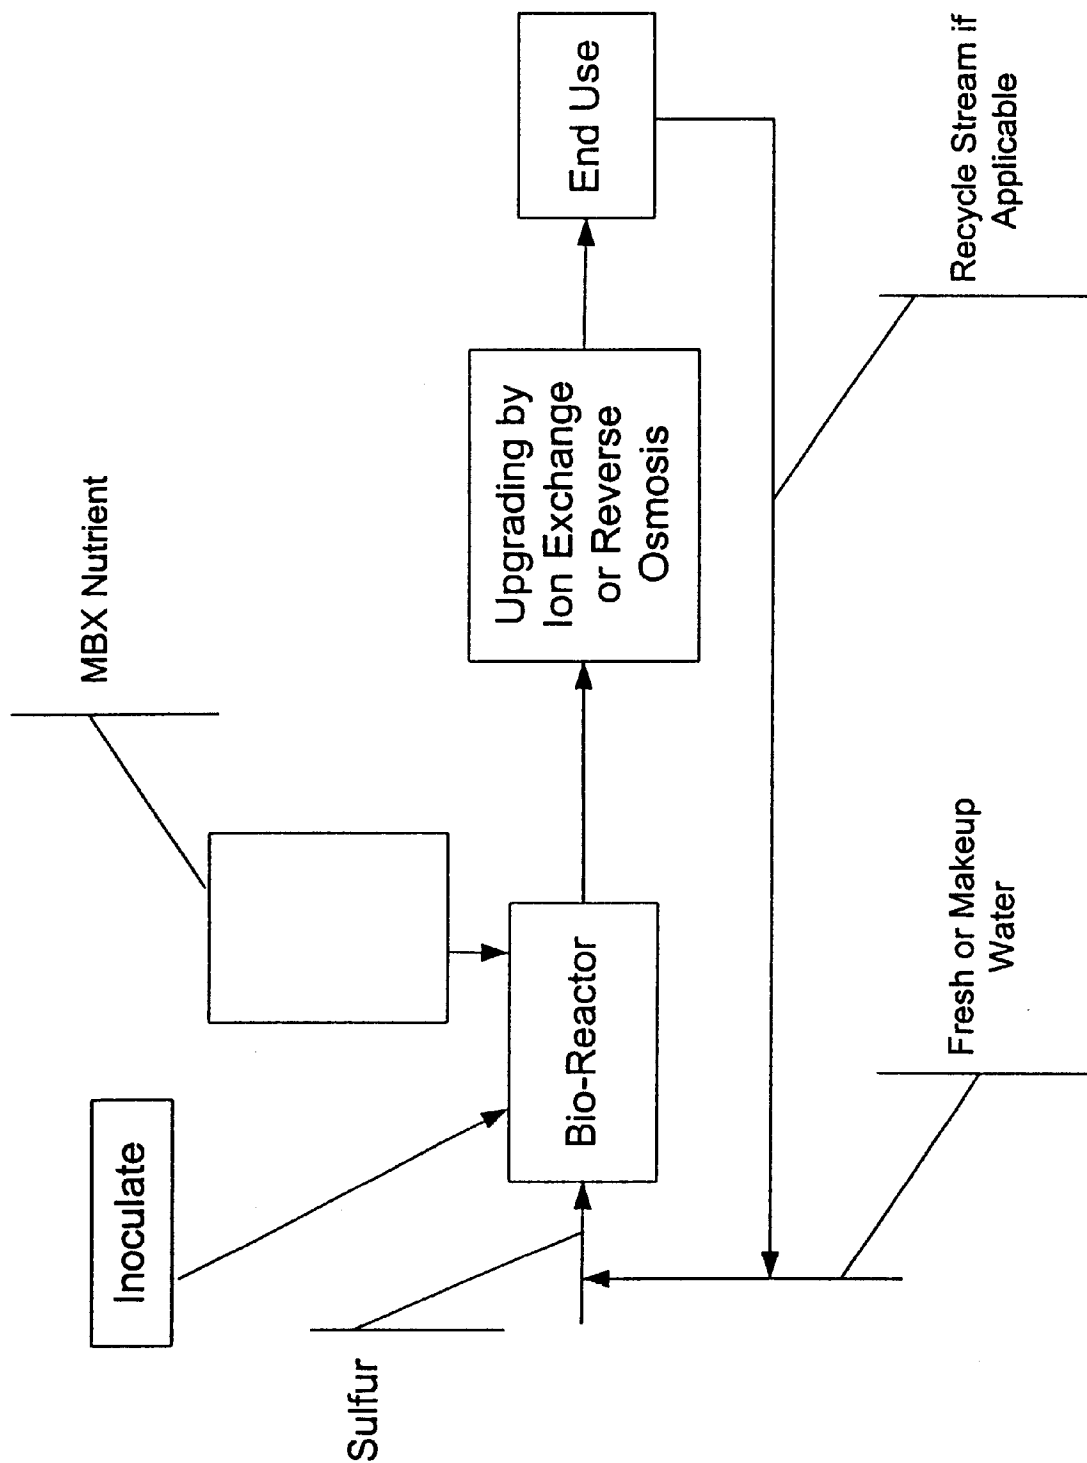 Inoculate
MBX Nutrient
Sulfur
Bio-Reactor
Upgrading by
Ion Exchange
or Reverse
Osmosis
End Use
Fresh or Makeup
Water
Recycle Stream if
Applicable